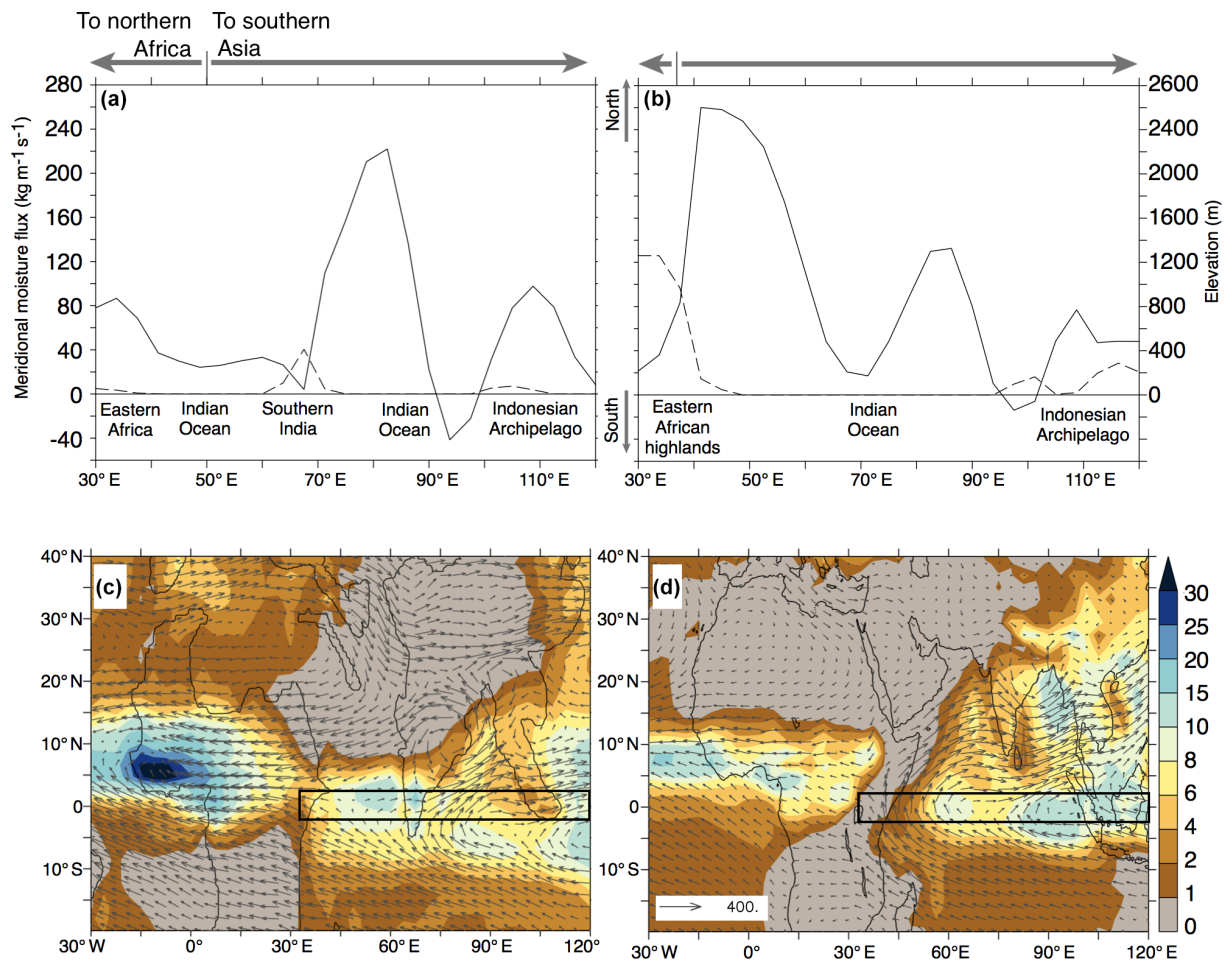 To northern
Africa
To southern
Asia
(a)
280
240
200
160
120
80
40
0
-40
Meridional moisture flux (kg m-1 s-1)
Eastern
Africa
Indian
Ocean
Southern
India
Indian
Ocean
Indonesian
Archipelago
30° E
50° E
70° E
90° E
110° E
North
South
(b)
2600
2400
2000
1600
1200
800
400
0
Elevation (m)
Eastern
African
highlands
Indian
Ocean
Indonesian
Archipelago
30° E
50° E
70° E
90° E
110° E
(c)
40° N
30° N
20° N
10° N
0
10° S
30° W
0°
30° E
60° E
90° E
120° E
(d)
40° N
30° N
20° N
10° N
0
10° S
400.
30° W
0°
30° E
60° E
90° E
120° E
30
25
20
15
10
8
6
4
2
1
0